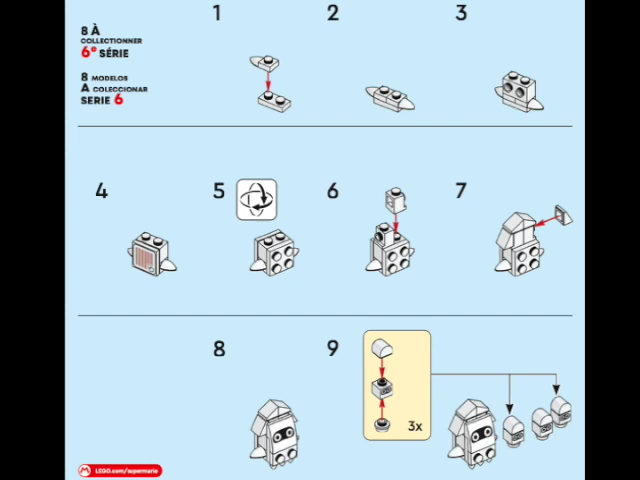 1
2
3
8 À
COLLECTIONNER
6e SÉRIE
8 MODELOS
A COLECCIONAR
SERIE 6
4
5
6
7
8
9
3x
M LEGO.com/supermario